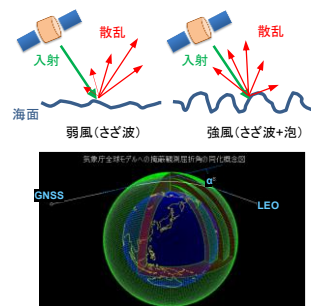 散乱
入射
海面
弱風(さざ波)
散乱
入射
強風(さざ波+泡)
気象庁全球モデルへの掩蔽観測屈折角の同化概念図
α°
GNSS
LEO